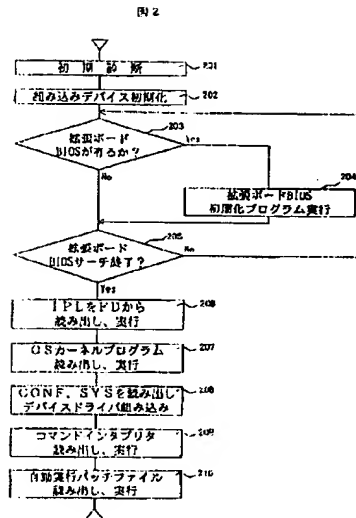 図2
初期診断
201
組み込みデバイス初期化
202
203
拡張ボード
BIOSが有るか？
Yes
No
204
拡張ボードBIOS
初期化プログラム実行
205
拡張ボード
BIOSサーチ終了？
No
Yes
206
IPLをFDから
読み出し、実行
207
OSカーネルプログラム
読み出し、実行
208
CONF、SYSを読み出し
デバイスドライバ組み込み
209
コマンドインタプリタ
読み出し、実行
210
自動実行バッチファイル
読み出し、実行